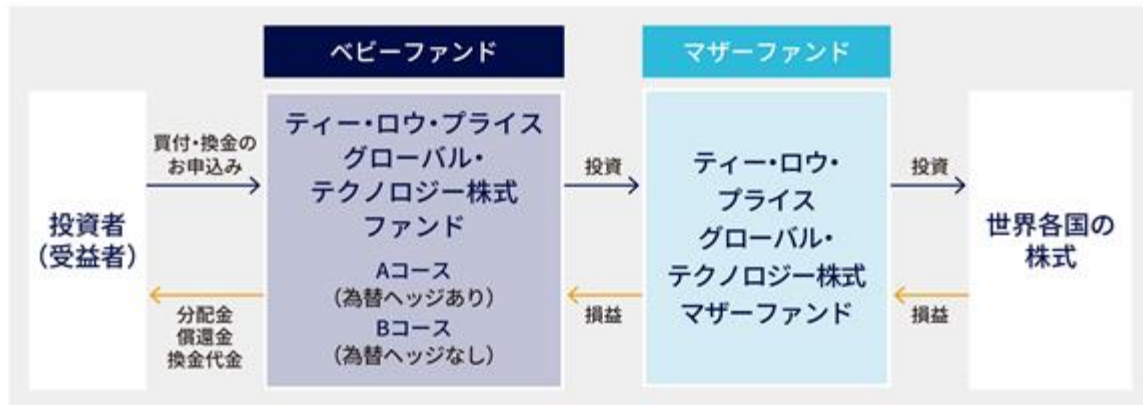 ベビーファンド
マザーファンド
投資者
（受益者）
買付・換金の
お申込み
分配金
償還金
換金代金
ティー・ロウ・プライス
グローバル・
テクノロジー株式
ファンド
Aコース
（為替ヘッジあり）
Bコース
（為替ヘッジなし）
投資
損益
ティー・ロウ・
プライス
グローバル・
テクノロジー株式
マザーファンド
投資
損益
世界各国の
株式